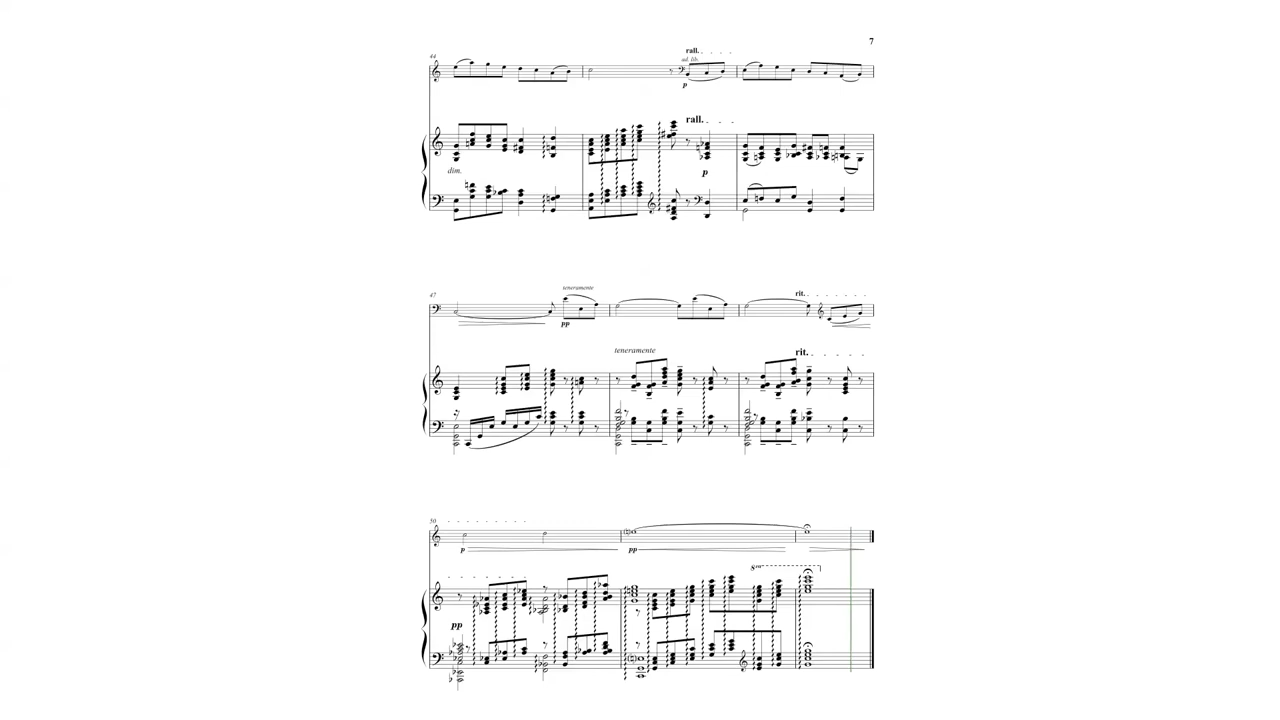 7
44
rall.
ad. lib.
p
rall.
dim.
p
47
teneramente
rit.
pp
teneramente
rit.
50
p
pp
8va
pp